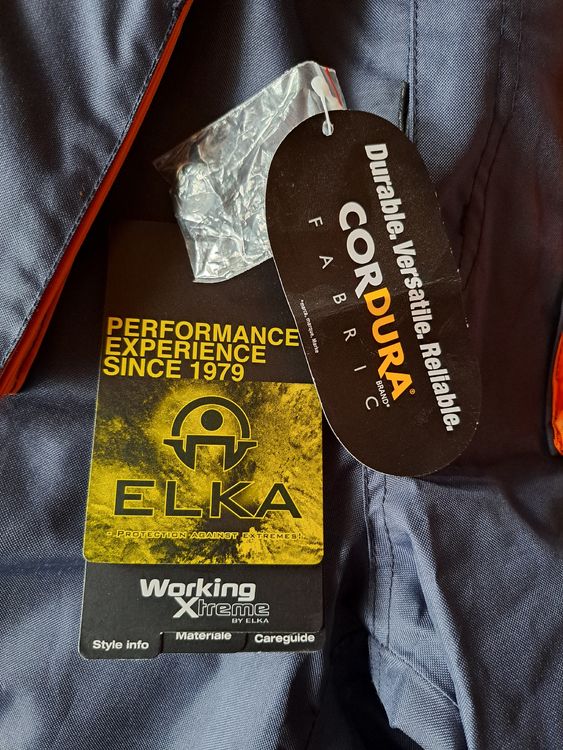 Durable. Versatile. Reliable.
CORDURA®
BRAND*
FABRIC
PERFORMANCE
EXPERIENCE
SINCE 1979
ELKA
- PROTECTION AGAINST EXTREMES!
Working
Xtreme
BY ELKA
Style info
Materiale
Careguide